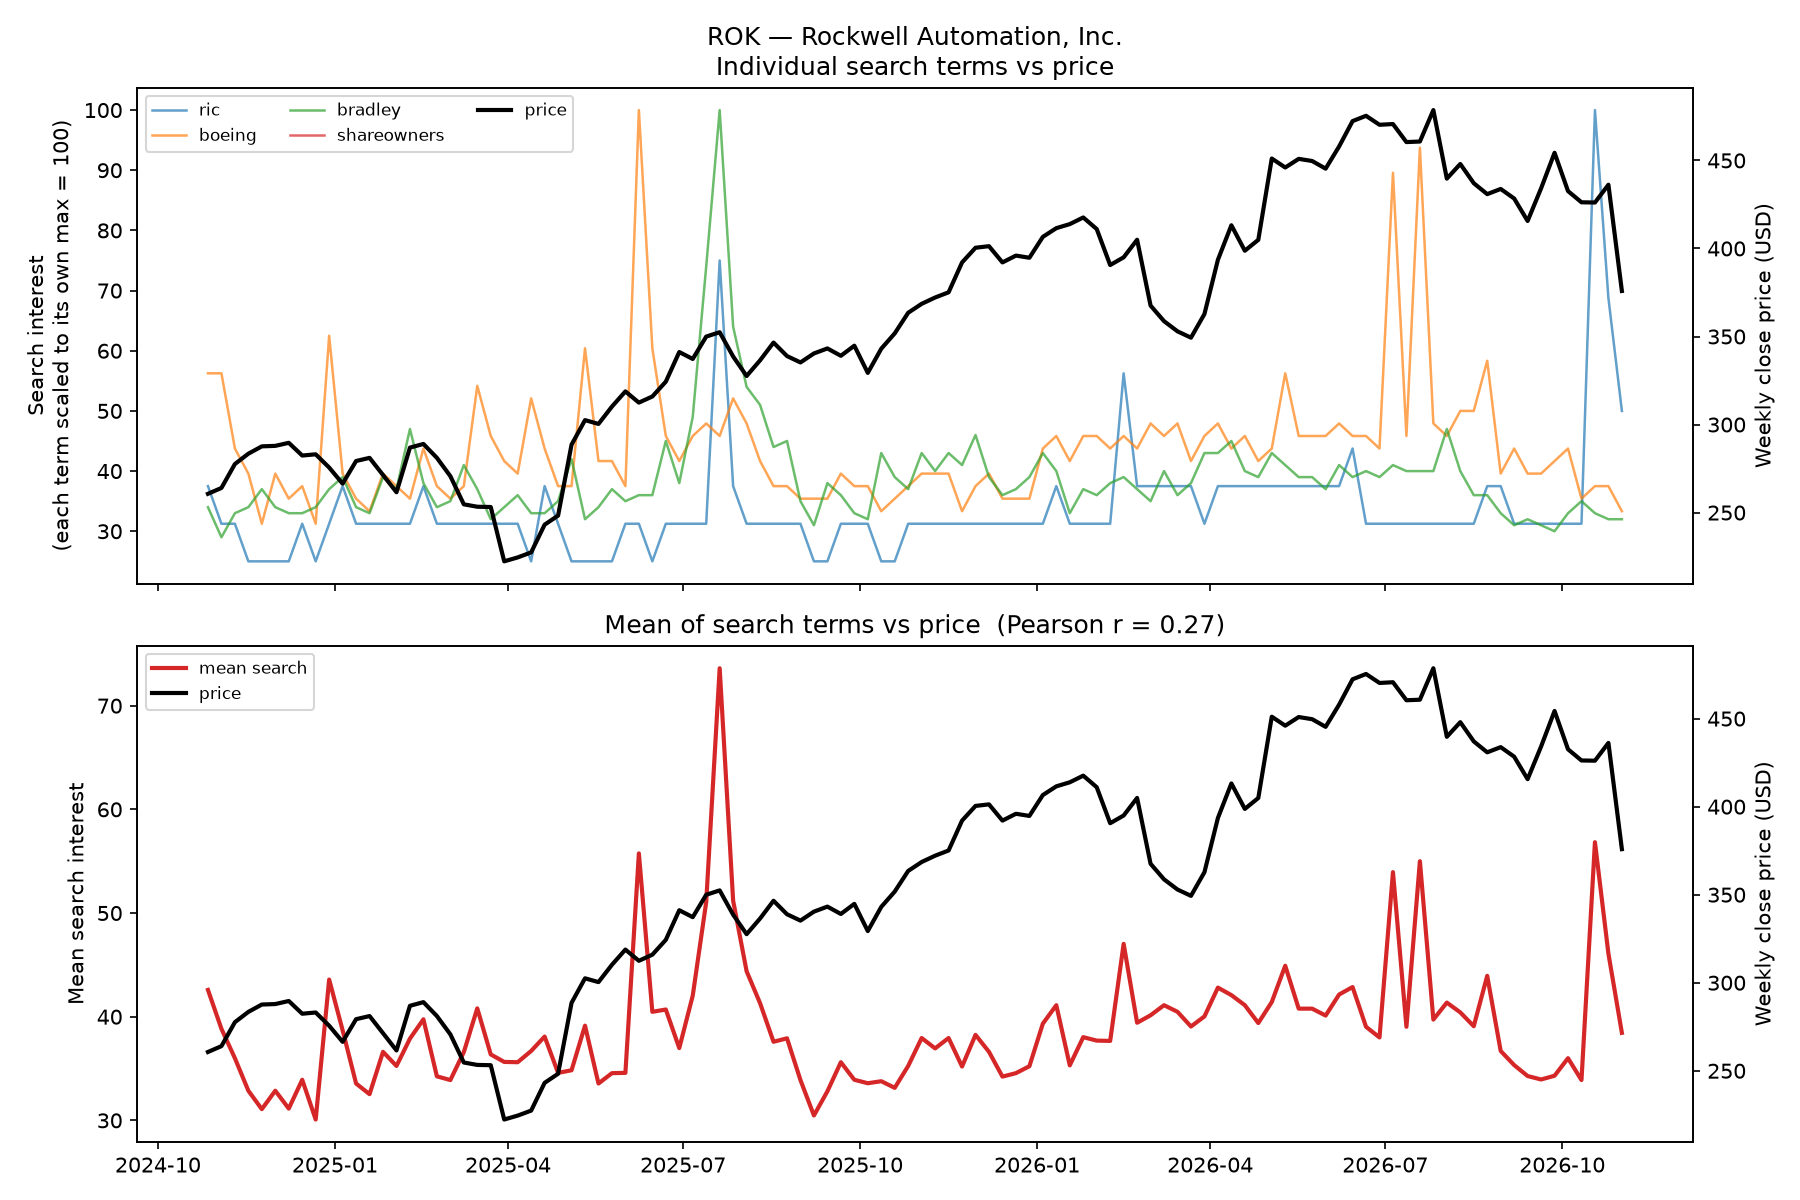 ROK — Rockwell Automation, Inc.
Individual search terms vs price
ric
boeing
bradley
shareowners
price
Search interest
(each term scaled to its own max = 100)
100
90
80
70
60
50
40
30
Weekly close price (USD)
450
400
350
300
250
Mean of search terms vs price (Pearson r = 0.27)
mean search
price
Mean search interest
70
60
50
40
30
Weekly close price (USD)
450
400
350
300
250
2024-10
2025-01
2025-04
2025-07
2025-10
2026-01
2026-04
2026-07
2026-10